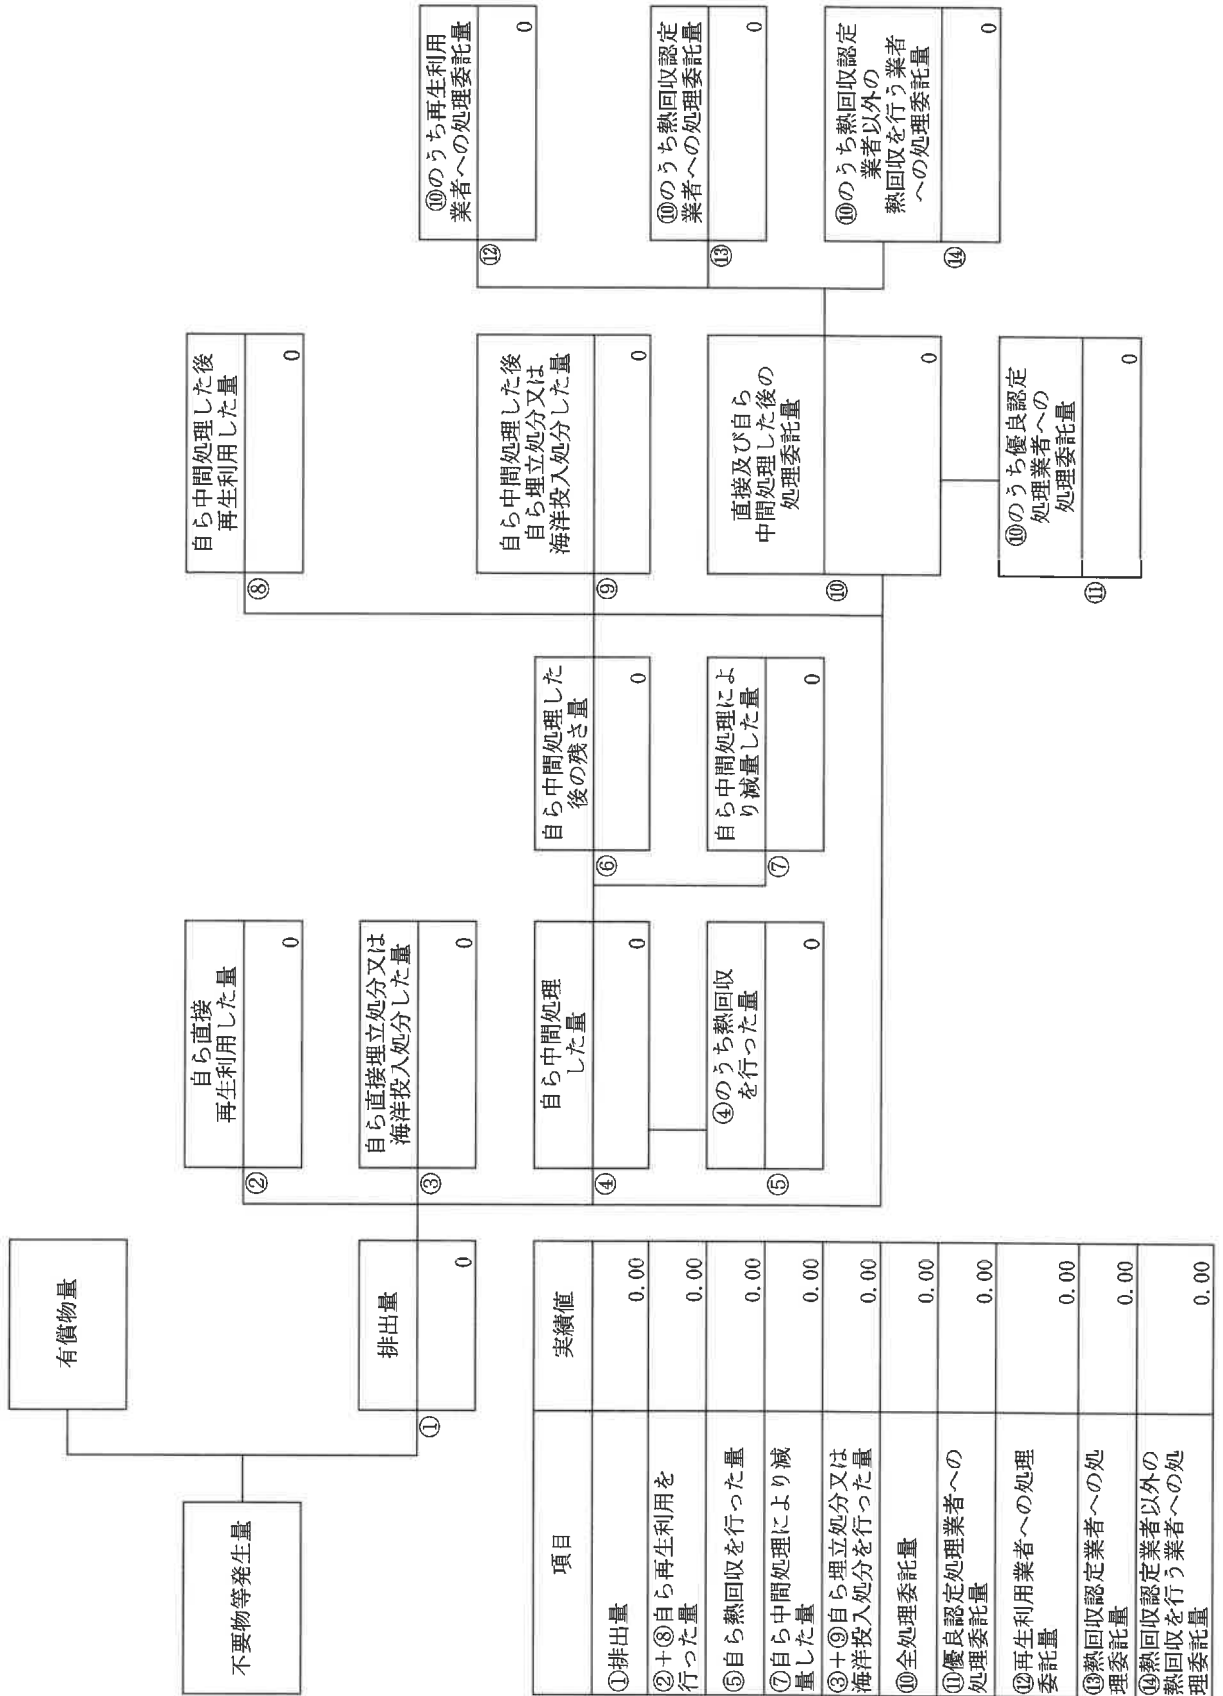 不要物等発生量
有償物量
①
排出量
0
②
自ら直接
再生利用した量
0
③
自ら直接埋立処分又は
海洋投入処分した量
0
④
自ら中間処理
した量
0
⑤
④のうち熱回収
を行った量
0
⑥
自ら中間処理した
後の残さ量
0
⑦
自ら中間処理によ
り減量した量
0
⑧
自ら中間処理した後
再生利用した量
0
⑨
自ら中間処理した後
自ら埋立処分又は
海洋投入処分した量
0
⑩
直接及び自ら
中間処理した後の
処理委託量
0
⑪
⑩のうち優良認定
処理業者への
処理委託量
0
⑫
⑩のうち再生利用
業者への処理委託量
0
⑬
⑩のうち熱回収認定
業者への処理委託量
0
⑭
⑩のうち熱回収認定
業者以外の
熱回収を行う業者
への処理委託量
0
項目 実績値
①排出量 0.00
②+⑧自ら再生利用を
行った量 0.00
⑤自ら熱回収を行った量 0.00
⑦自ら中間処理により減
量した量 0.00
③+⑨自ら埋立処分又は
海洋投入処分を行った量 0.00
⑩全処理委託量 0.00
⑪優良認定処理業者への
処理委託量 0.00
⑫再生利用業者への処理
委託量 0.00
⑬熱回収認定業者への処
理委託量 0.00
⑭熱回収認定業者以外の
熱回収を行う業者への処
理委託量 0.00